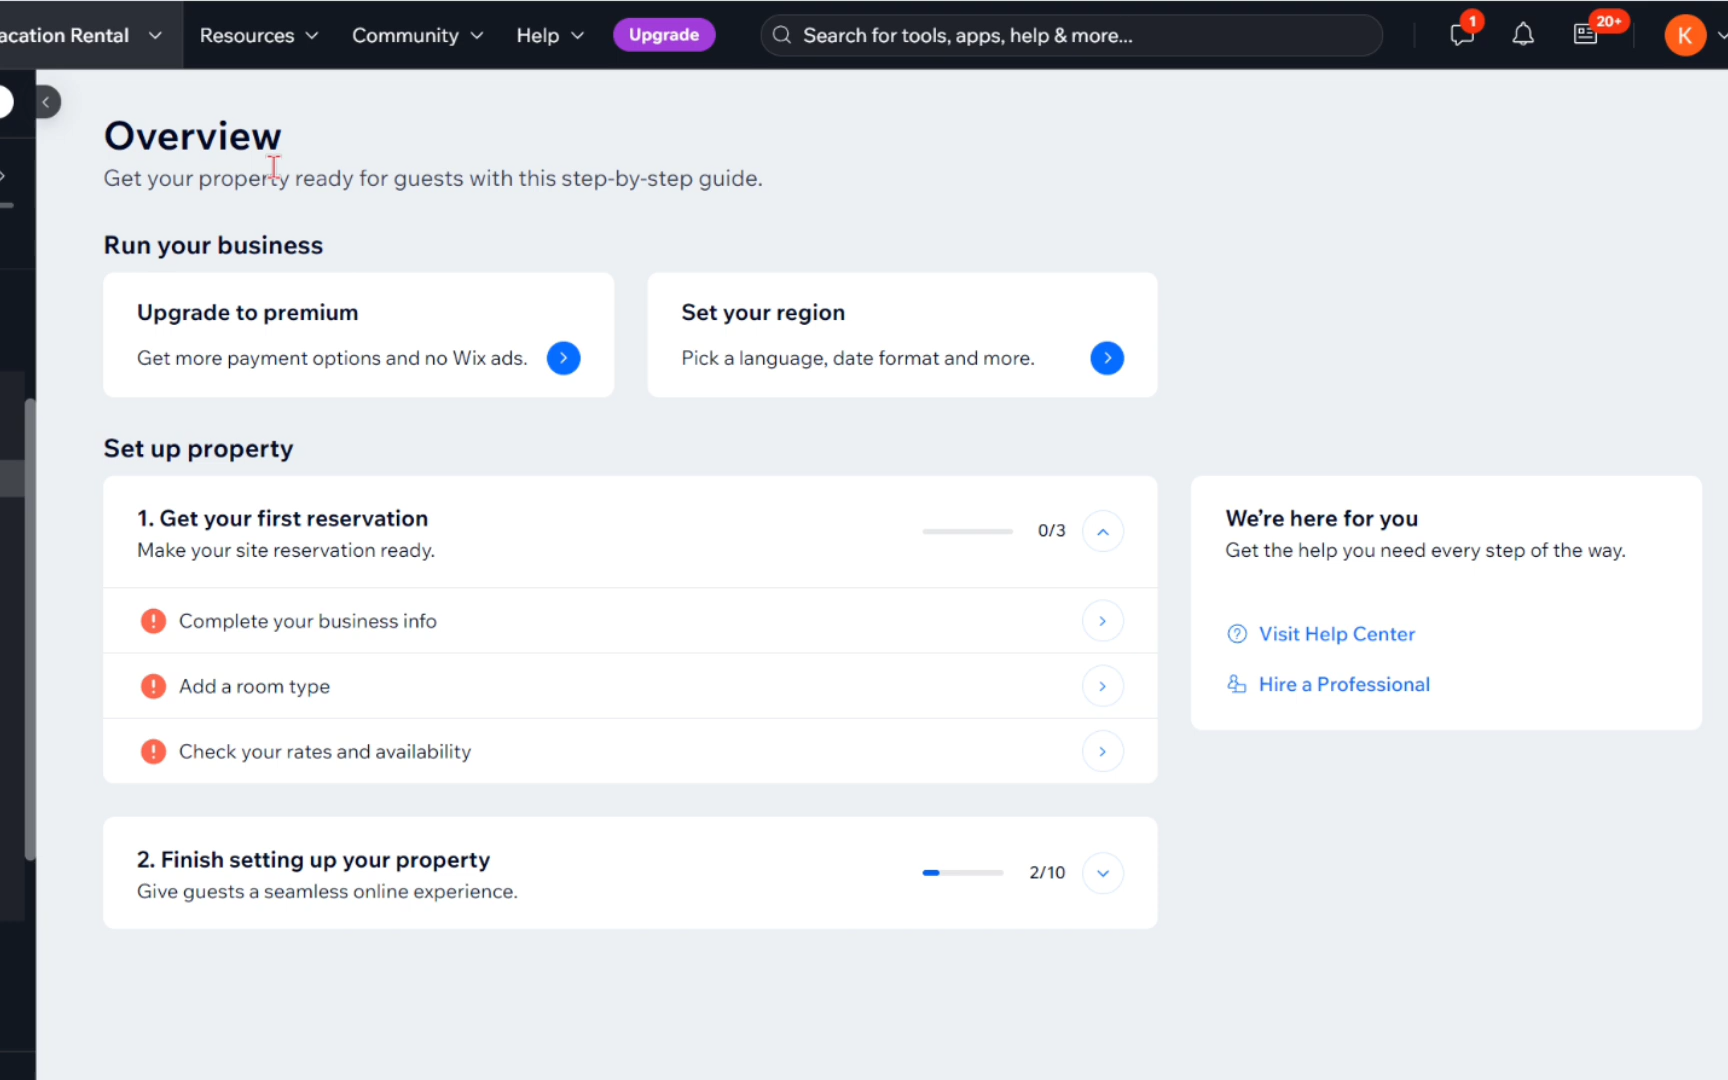 acation Rental
Resources
Community
Help
Upgrade
Search for tools, apps, help & more...
1
20+
K
Overview
Get your property ready for guests with this step-by-step guide.
Run your business
Upgrade to premium
Get more payment options and no Wix ads.
Set your region
Pick a language, date format and more.
Set up property
1. Get your first reservation
Make your site reservation ready.
0/3
Complete your business info
Add a room type
Check your rates and availability
2. Finish setting up your property
Give guests a seamless online experience.
2/10
We're here for you
Get the help you need every step of the way.
Visit Help Center
Hire a Professional